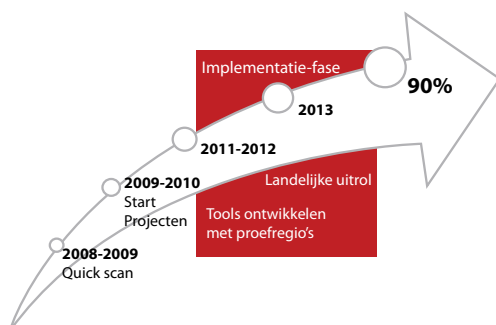 Implementatie-fase
90%
2013
2011-2012
Landelijke uitrol
2009-2010
Start
Projecten
Tools ontwikkelen
met proefregio's
2008-2009
Quick scan